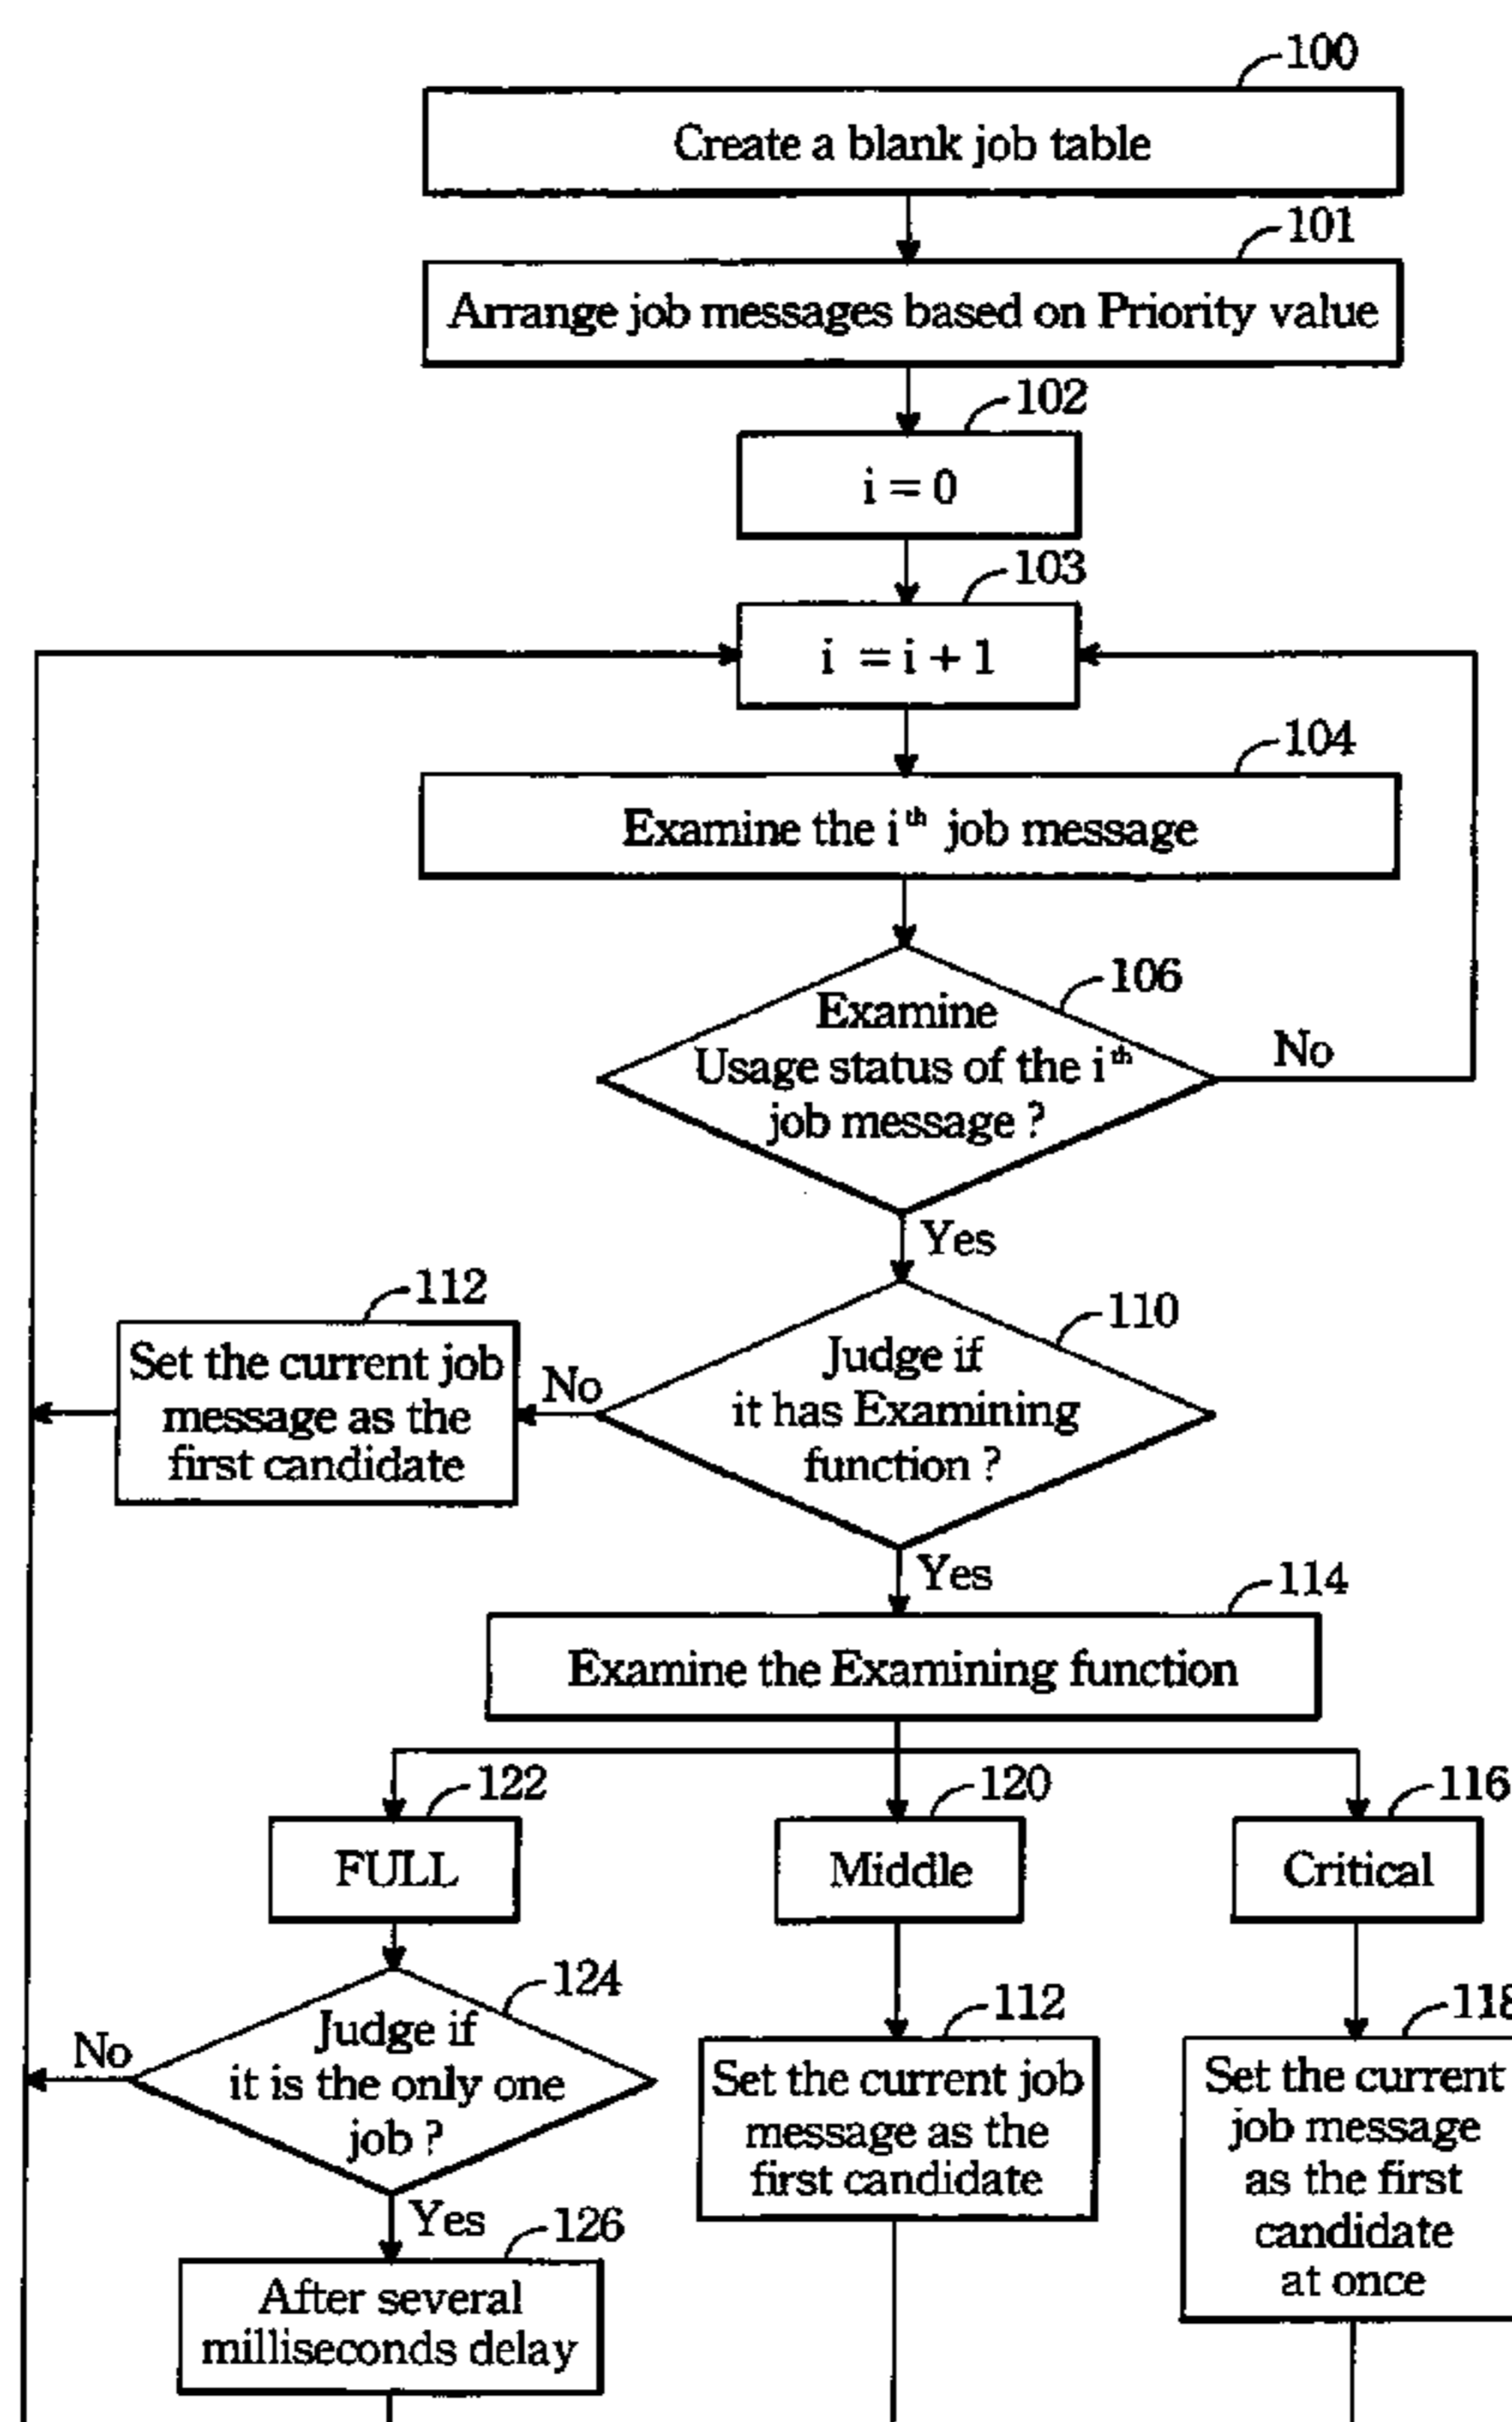 100
Create a blank job table
101
Arrange job messages based on Priority value
102
i = 0
103
i = i + 1
104
Examine the iᵗʰ job message
106
Examine
Usage status of the iᵗʰ
job message ?
No
Yes
112
Set the current job
message as the
first candidate
No
110
Judge if
it has Examining
function ?
Yes
114
Examine the Examining function
122
FULL
120
Middle
116
Critical
124
Judge if
it is the only one
job ?
No
Yes
112
Set the current job
message as the
first candidate
118
Set the current
job message
as the first
candidate
at once
126
After several
milliseconds delay